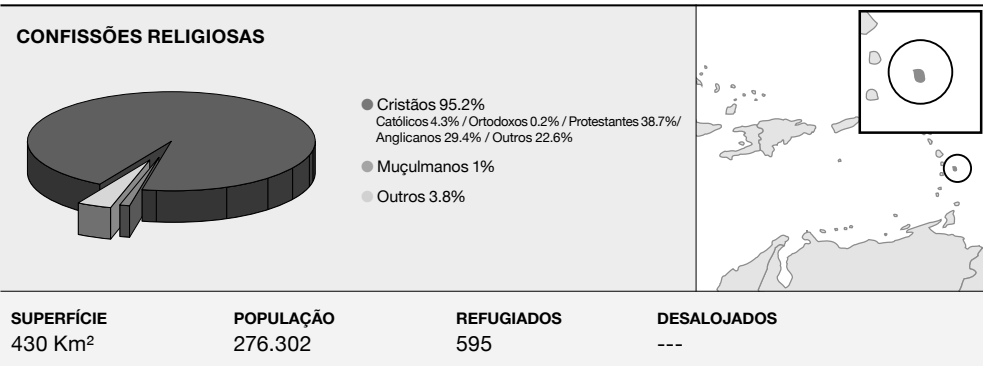 CONFISSÕES RELIGIOSAS
Cristãos 95.2%
Católicos 4.3% / Ortodoxos 0.2% / Protestantes 38.7%/
Anglicanos 29.4% / Outros 22.6%
Muçulmanos 1%
Outros 3.8%
SUPERFÍCIE POPULAÇÃO REFUGIADOS DESALOJADOS
430 Km² 276.302 595 ---